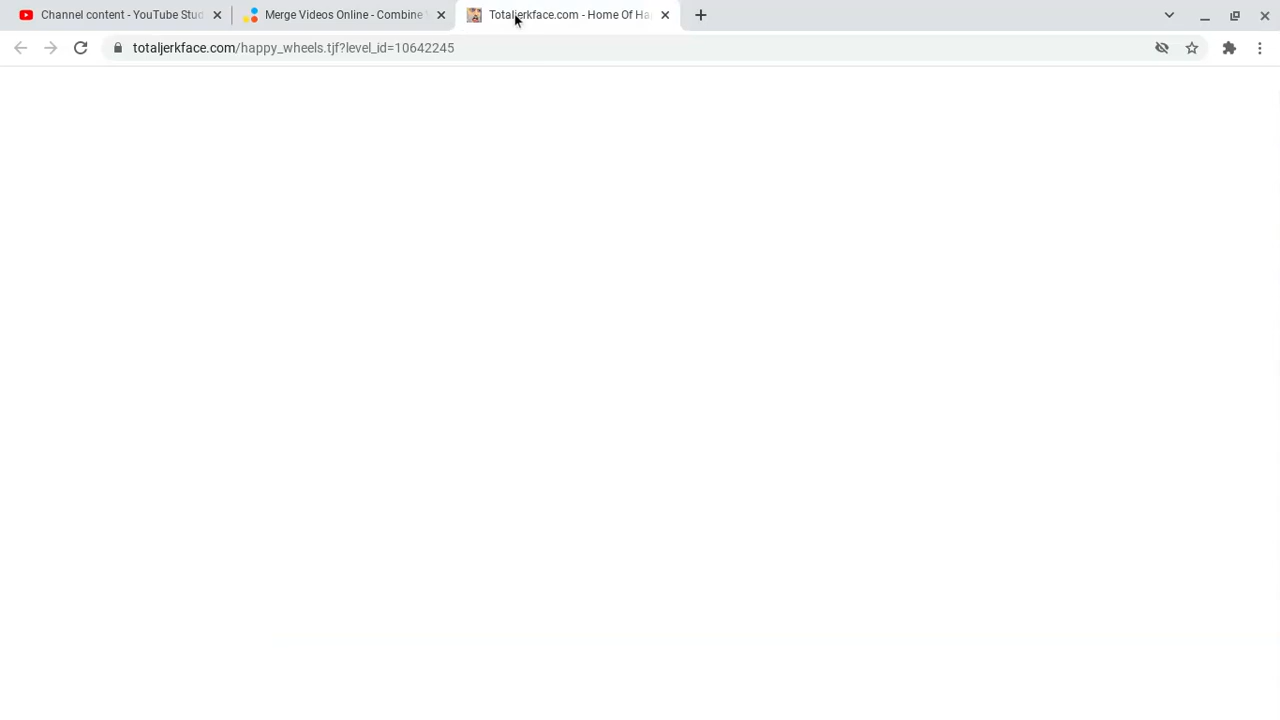 Channel content - YouTube Stud
Merge Videos Online - Combine
Totaljerkface.com - Home Of Ha
totaljerkface.com/happy_wheels.tjf?level_id=10642245